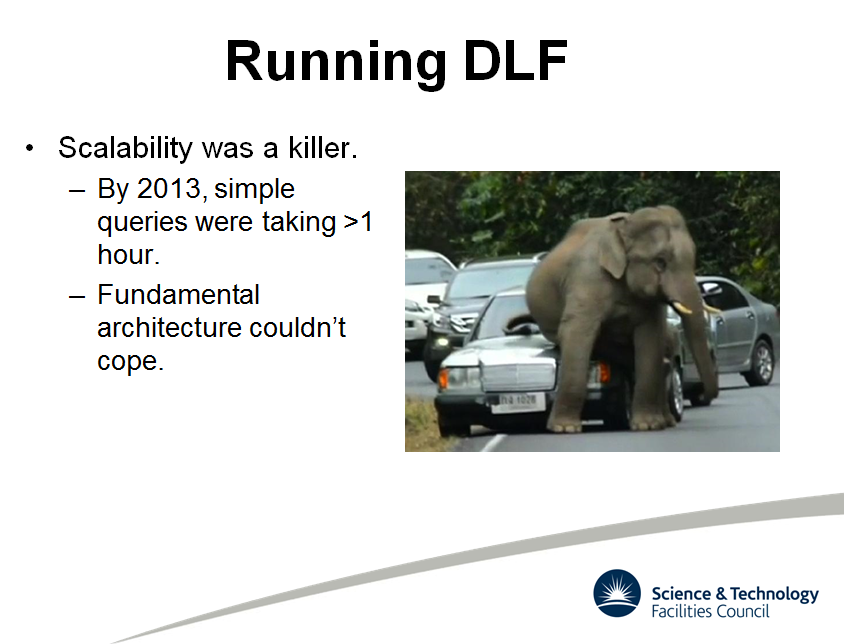 Running DLF
• Scalability was a killer.
– By 2013, simple
queries were taking >1
hour.
– Fundamental
architecture couldn’t
cope.
Science & Technology
Facilities Council